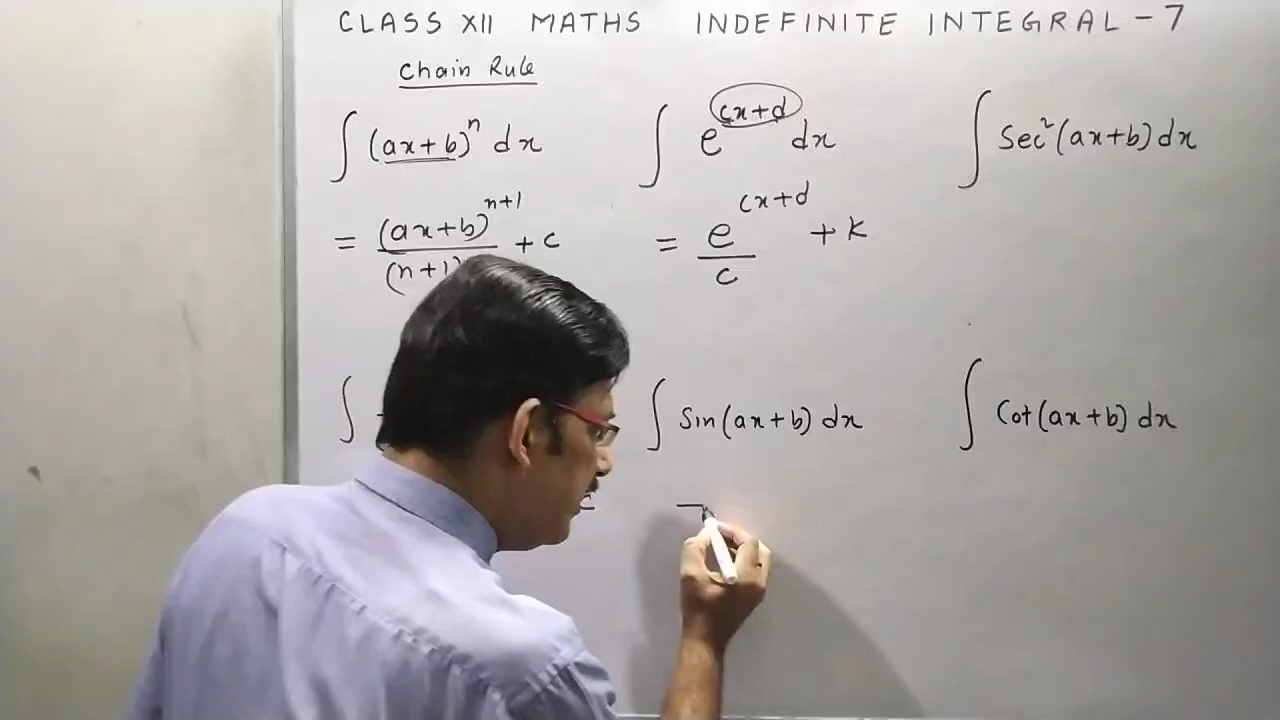 CLASS XII MATHS INDEFINITE INTEGRAL - 7
Chain Rule
∫ (ax+b)^n dx
= (ax+b)^(n+1) / (n+1) + c
∫ e^(cx+d) dx
= e^(cx+d) / c + k
∫ Sec²(ax+b) dx
∫
∫ Sin(ax+b) dx
∫ Cot(ax+b) dx